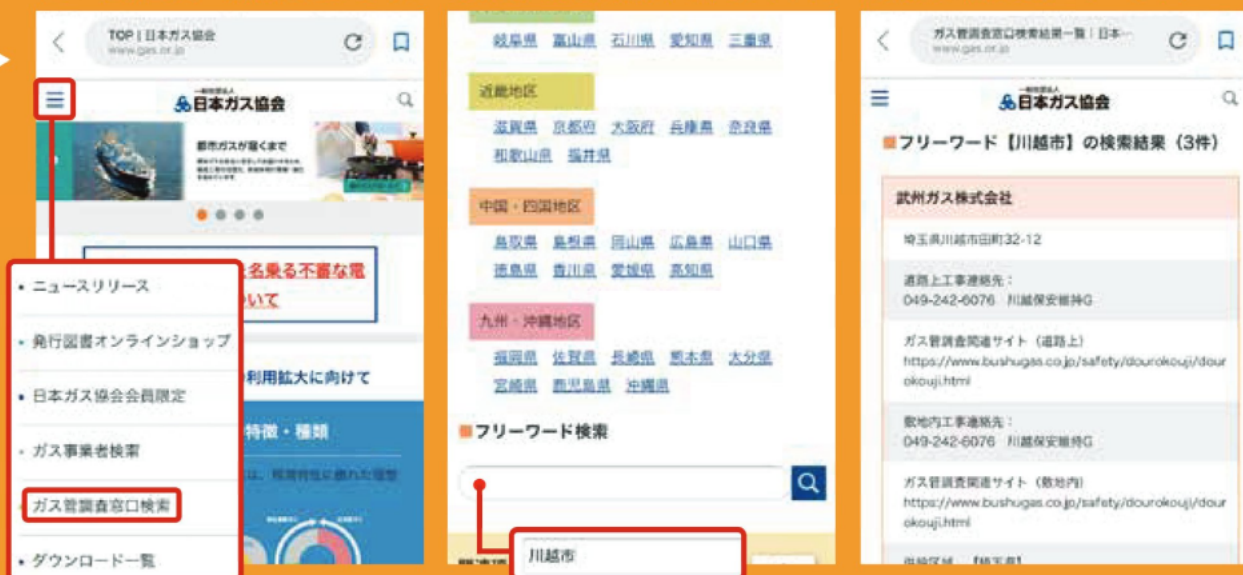 TOP | 日本ガス協会
www.gas.or.jp
一般社団法人
日本ガス協会
都市ガスが届くまで
名乗る不審な電
いて
利用拡大に向けて
特徴・種類
・ニュースリリース
・発行図書オンラインショップ
・日本ガス協会会員限定
・ガス事業者検索
・ガス管調査窓口検索
・ダウンロード一覧
岐阜県 富山県 石川県 愛知県 三重県
近畿地区
滋賀県 京都府 大阪府 兵庫県 奈良県
和歌山県 福井県
中国・四国地区
鳥取県 島根県 岡山県 広島県 山口県
徳島県 香川県 愛媛県 高知県
九州・沖縄地区
福岡県 佐賀県 長崎県 熊本県 大分県
宮崎県 鹿児島県 沖縄県
フリーワード検索
川越市
ガス管調査窓口検索結果一覧 | 日本…
www.gas.or.jp
一般社団法人
日本ガス協会
フリーワード【川越市】の検索結果（3件）
武州ガス株式会社
埼玉県川越市田町32-12
道路上工事連絡先：
049-242-6076 川越保安維持G
ガス管調査関連サイト（道路上）
https://www.bushugas.co.jp/safety/dourokouji/dour
okouji.html
敷地内工事連絡先：
049-242-6076 川越保安維持G
ガス管調査関連サイト（敷地内）
https://www.bushugas.co.jp/safety/dourokouji/dour
okouji.html